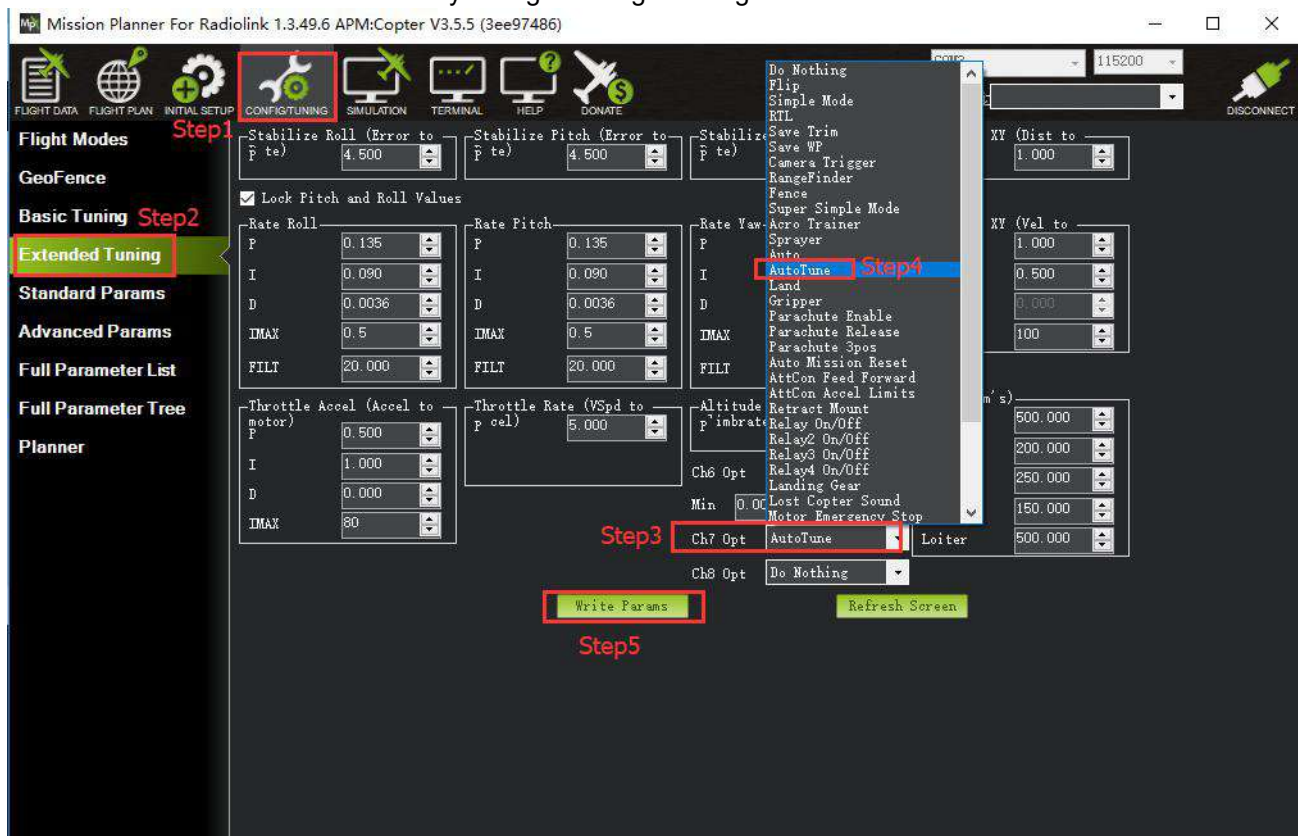 Mission Planner For Radiolink 1.3.49.6 APM:Copter V3.5.5 (3ee97486)
FLIGHT DATA FLIGHT PLAN INITIAL SETUP CONFIG/TUNING SIMULATION TERMINAL HELP DONATE
115200
DISCONNECT
Step1
Flight Modes
GeoFence
Basic Tuning
Step2
Extended Tuning
Standard Params
Advanced Params
Full Parameter List
Full Parameter Tree
Planner
Stabilize Roll (Error to
P te) 4.500
Stabilize Pitch (Error to
P te) 4.500
Stabilize
P te)
XY (Dist to
1.000
Lock Pitch and Roll Values
Rate Roll
P 0.135
I 0.090
D 0.0036
IMAX 0.5
FILT 20.000
Rate Pitch
P 0.135
I 0.090
D 0.0036
IMAX 0.5
FILT 20.000
Rate Yaw
P
I
D
IMAX
FILT
XY (Vel to
1.000
0.500
0.000
100
Throttle Accel (Accel to
motor)
P 0.500
I 1.000
D 0.000
IMAX 80
Throttle Rate (VSpd to
P cel) 5.000
Altitude
P imbrate
m's)
500.000
200.000
250.000
150.000
Loiter 500.000
Ch6 Opt
Min 0.00
Do Nothing
Flip
Simple Mode
RTL
Save Trim
Save WP
Camera Trigger
RangeFinder
Fence
Super Simple Mode
Acro Trainer
Sprayer
Auto
AutoTune
Step4
Land
Gripper
Parachute Enable
Parachute Release
Parachute 3pos
Auto Mission Reset
AttCon Feed Forward
AttCon Accel Limits
Retract Mount
Relay On/Off
Relay2 On/Off
Relay3 On/Off
Relay4 On/Off
Landing Gear
Lost Copter Sound
Motor Emergency Stop
Step3
Ch7 Opt AutoTune
Ch8 Opt Do Nothing
Write Params
Refresh Screen
Step5